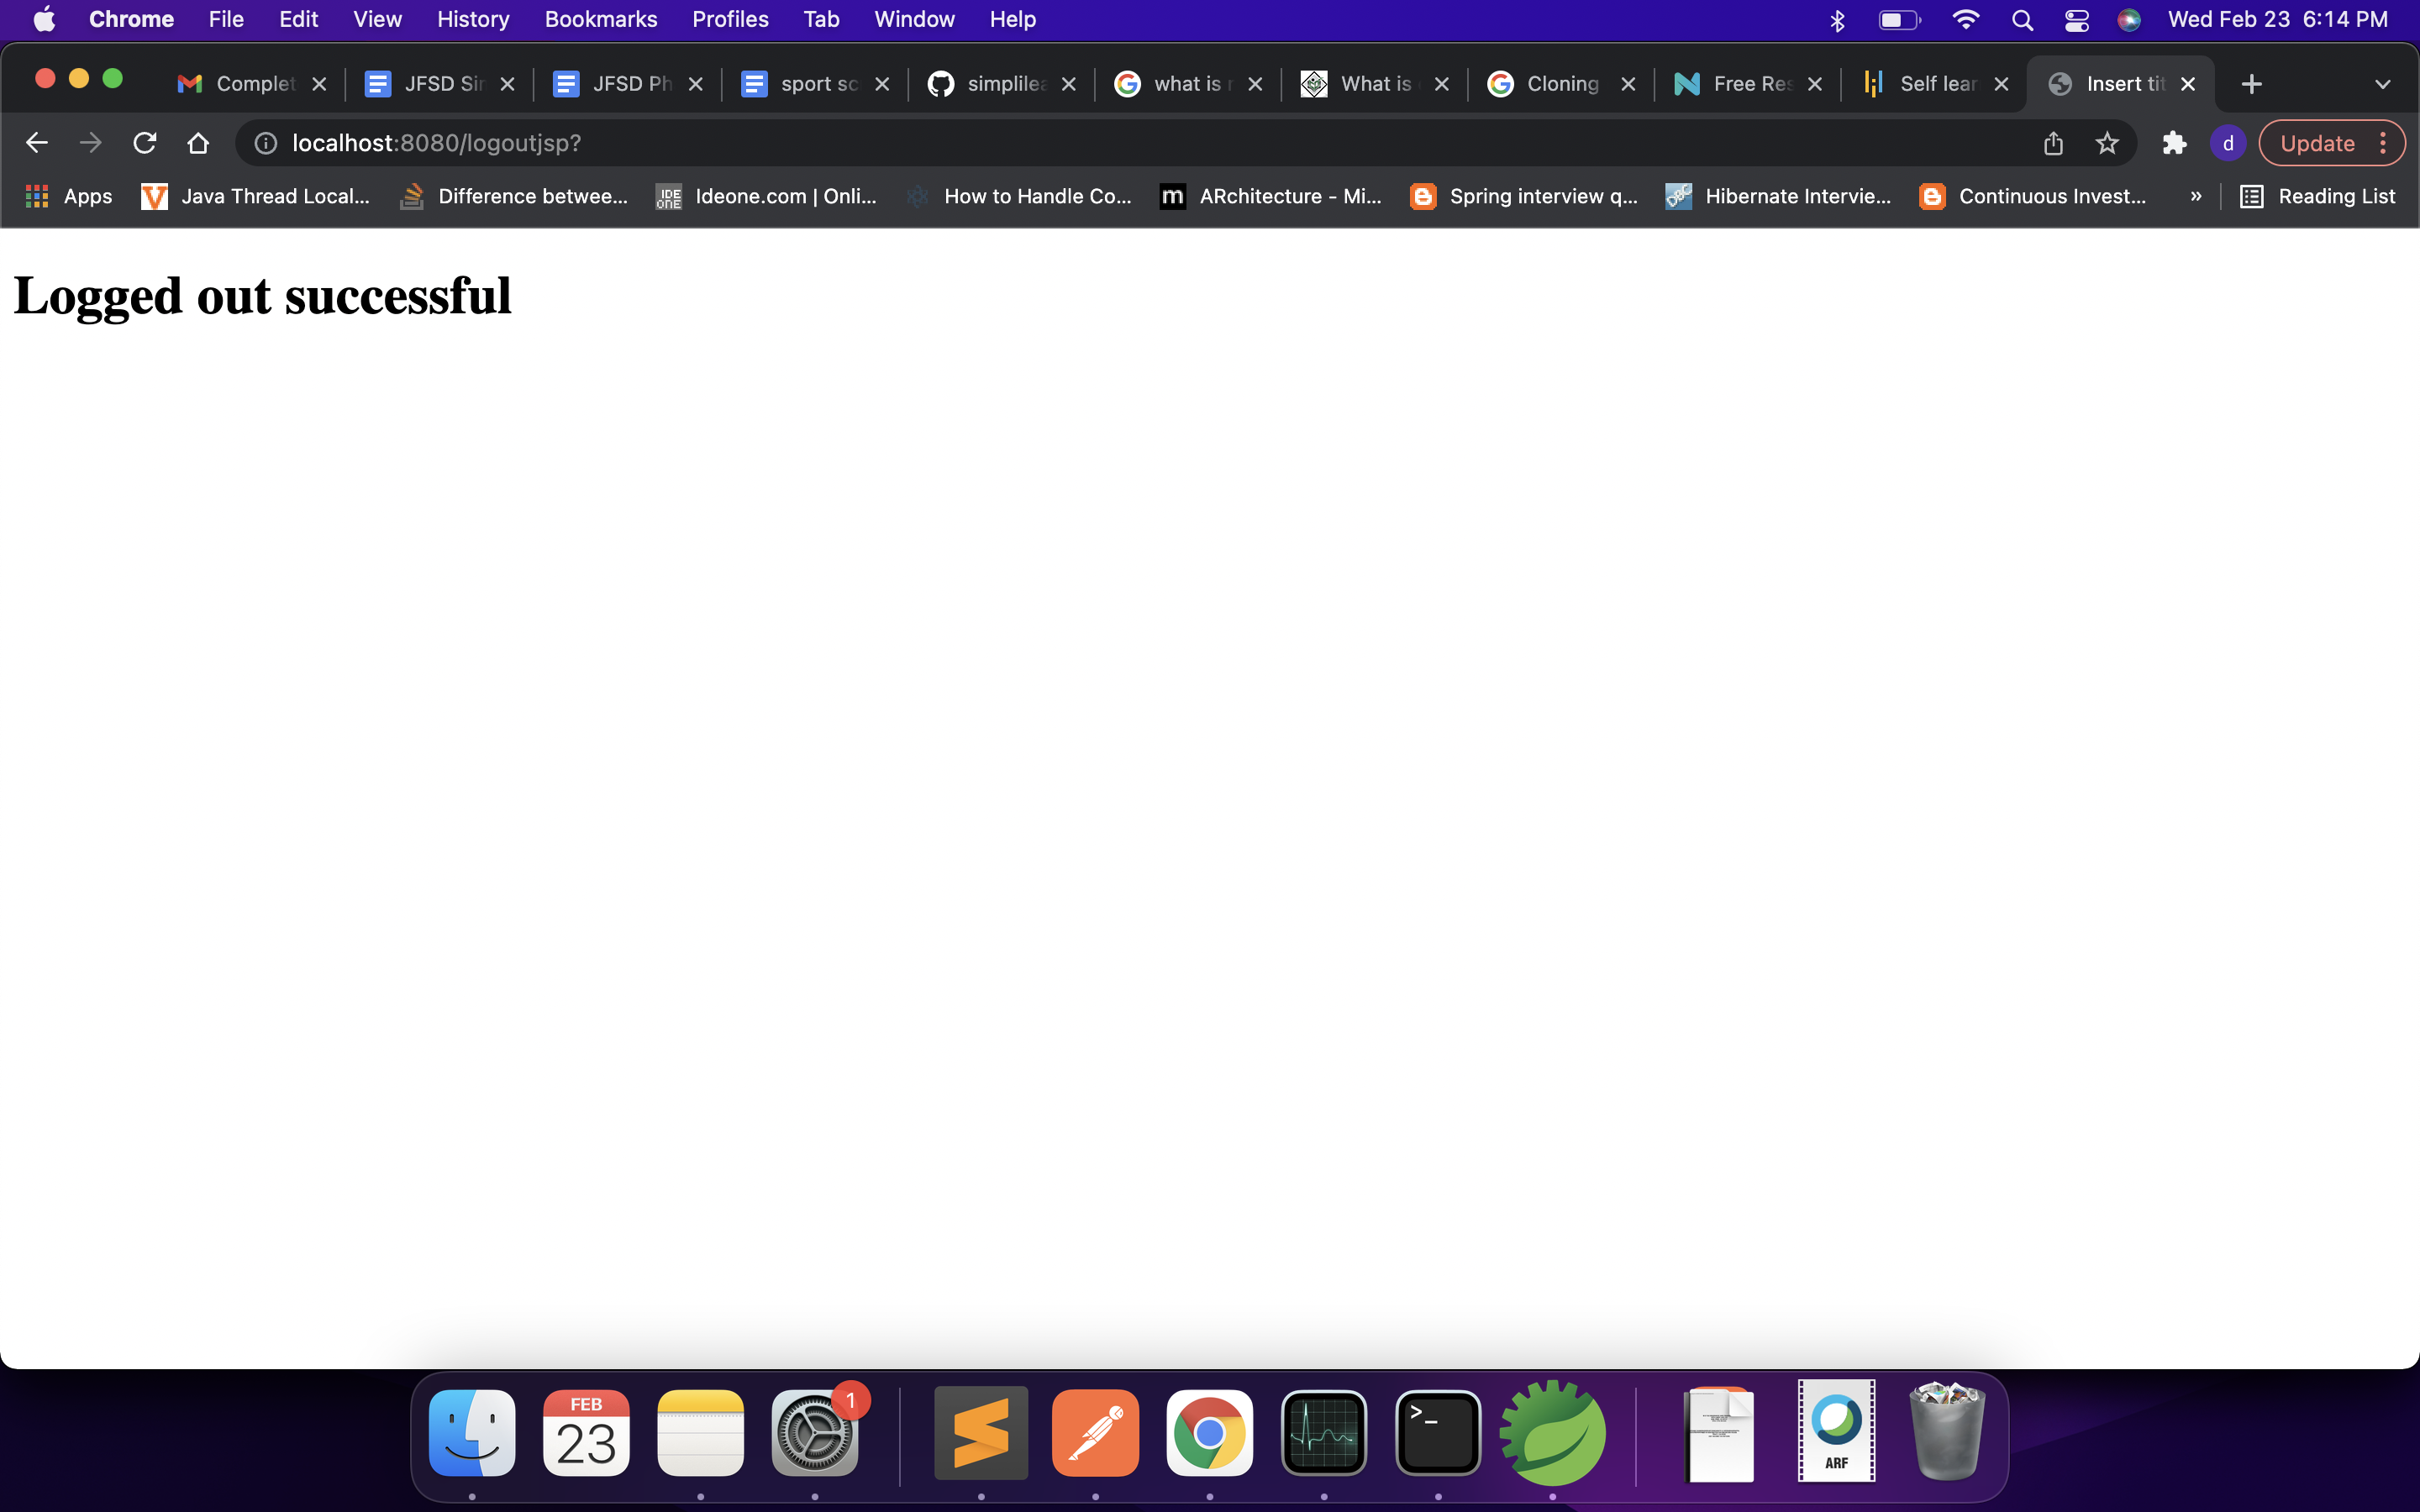 Chrome File Edit View History Bookmarks Profiles Tab Window Help Wed Feb 23 6:14 PM
Complet JFSD Sir JFSD Ph sport sc simplilea what is What is Cloning Free Res Self lear Insert tit
localhost:8080/logoutjsp? d Update
Apps Java Thread Local... Difference betwee... IDE ONE Ideone.com | Onli... How to Handle Co... m ARchitecture - Mi... Spring interview q... Hibernate Intervie... Continuous Invest... » Reading List
Logged out successful
FEB 1
23 >_
ARF